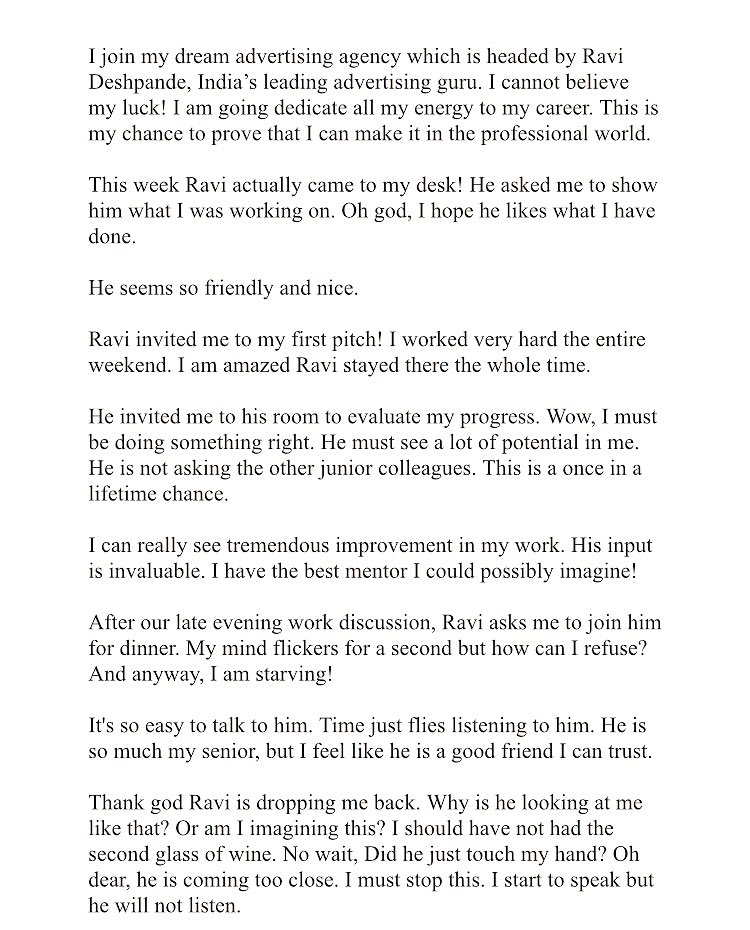 I join my dream advertising agency which is headed by Ravi
Deshpande, India’s leading advertising guru. I cannot believe
my luck! I am going dedicate all my energy to my career. This is
my chance to prove that I can make it in the professional world.
This week Ravi actually came to my desk! He asked me to show
him what I was working on. Oh god, I hope he likes what I have
done.
He seems so friendly and nice.
Ravi invited me to my first pitch! I worked very hard the entire
weekend. I am amazed Ravi stayed there the whole time.
He invited me to his room to evaluate my progress. Wow, I must
be doing something right. He must see a lot of potential in me.
He is not asking the other junior colleagues. This is a once in a
lifetime chance.
I can really see tremendous improvement in my work. His input
is invaluable. I have the best mentor I could possibly imagine!
After our late evening work discussion, Ravi asks me to join him
for dinner. My mind flickers for a second but how can I refuse?
And anyway, I am starving!
It's so easy to talk to him. Time just flies listening to him. He is
so much my senior, but I feel like he is a good friend I can trust.
Thank god Ravi is dropping me back. Why is he looking at me
like that? Or am I imagining this? I should have not had the
second glass of wine. No wait, Did he just touch my hand? Oh
dear, he is coming too close. I must stop this. I start to speak but
he will not listen.